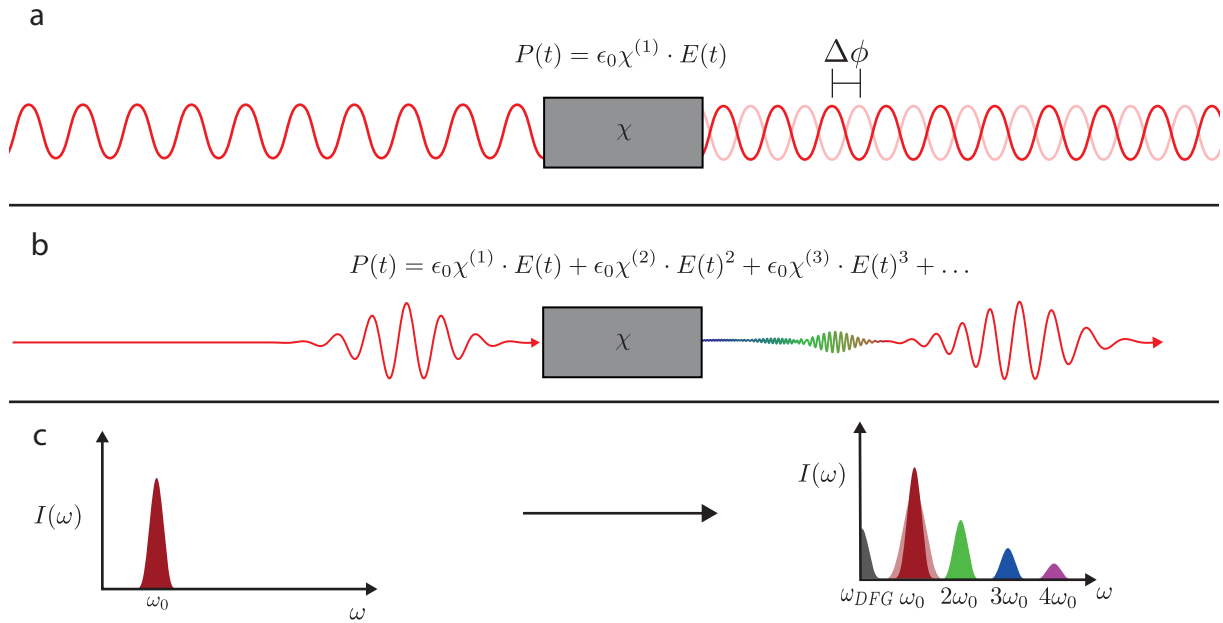 a
P(t) = ϵ₀χ⁽¹⁾ · E(t)
Δϕ
χ
b
P(t) = ϵ₀χ⁽¹⁾ · E(t) + ϵ₀χ⁽²⁾ · E(t)² + ϵ₀χ⁽³⁾ · E(t)³ + …
χ
c
I(ω)
ω₀
ω
I(ω)
ω_DFG ω₀ 2ω₀ 3ω₀ 4ω₀ ω